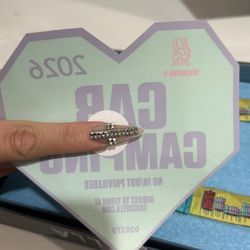 2026
WEEKEND 2
CAR
CAMPING
NO IN/OUT PRIVILEGES
SUBJECT TO TERMS AT
COACHELLA.COM